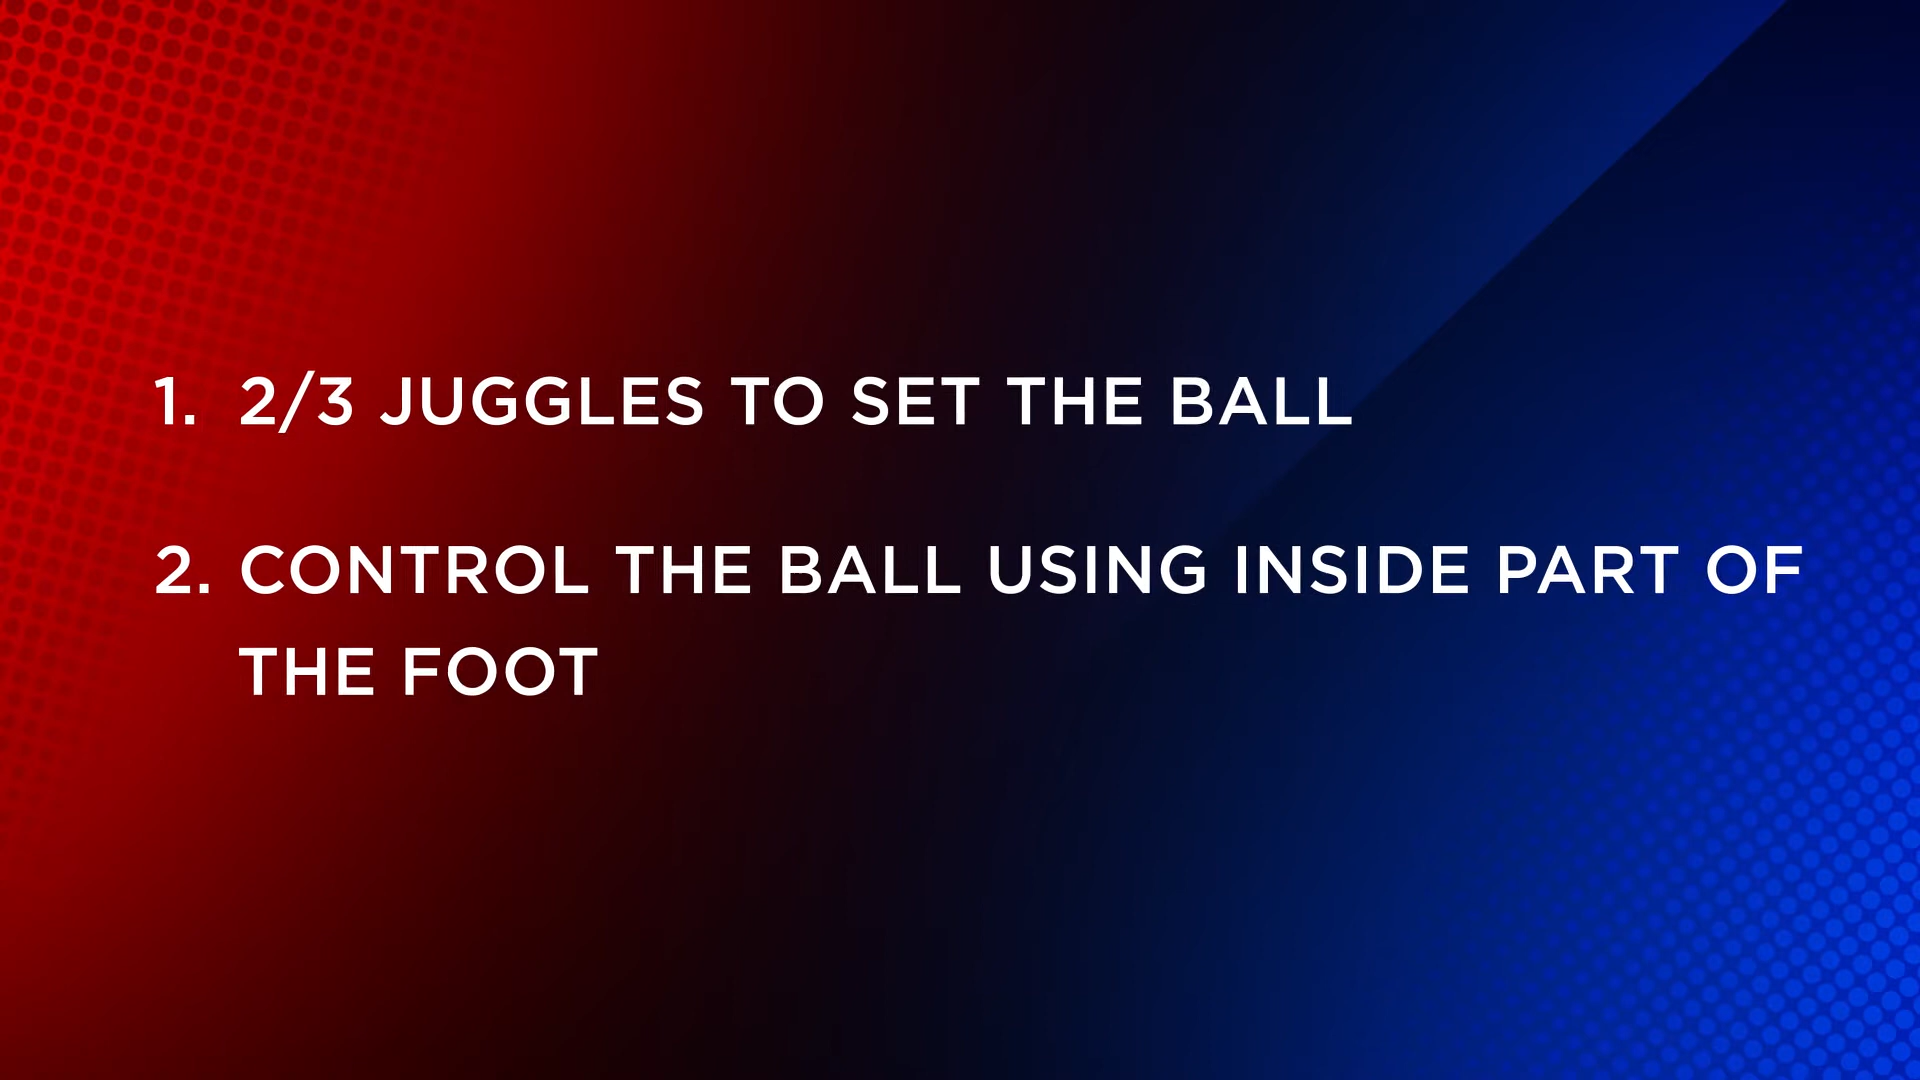 1. 2/3 JUGGLES TO SET THE BALL
2. CONTROL THE BALL USING INSIDE PART OF
THE FOOT